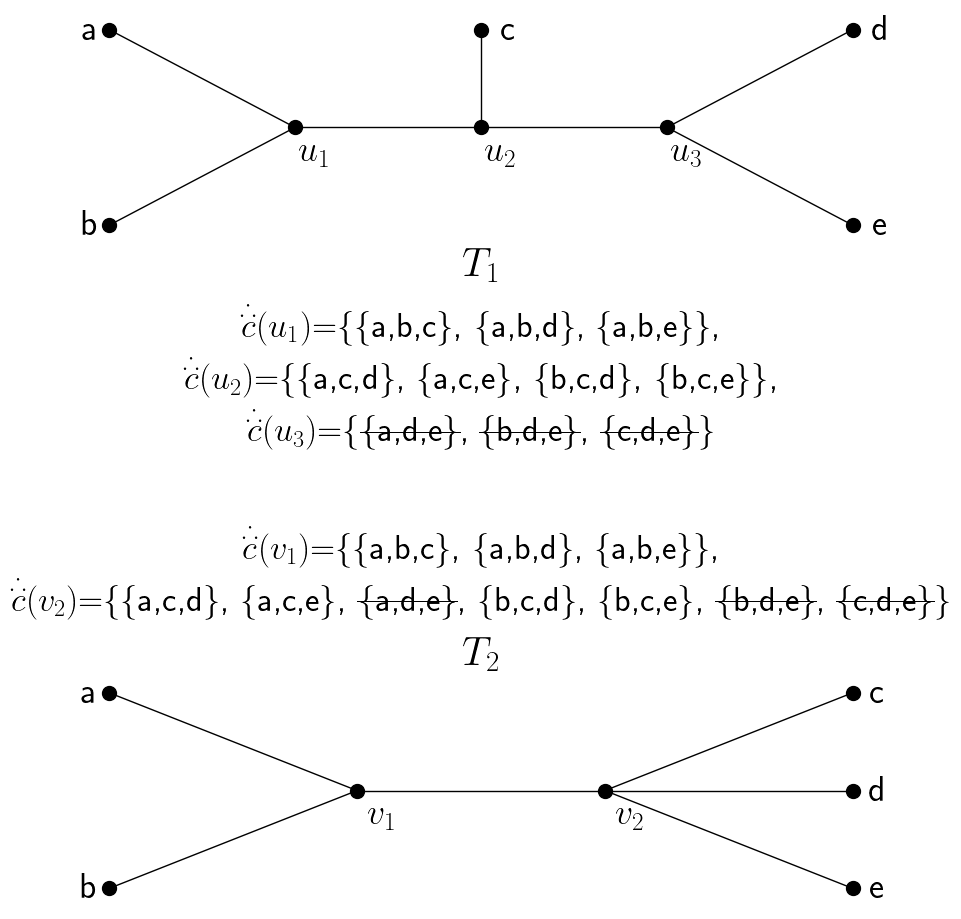 a c d
u₁ u₂ u₃
b e
T₁
c⃛(u₁)={{a,b,c}, {a,b,d}, {a,b,e}},
c⃛(u₂)={{a,c,d}, {a,c,e}, {b,c,d}, {b,c,e}},
c⃛(u₃)={{a,d,e}, {b,d,e}, {c,d,e}}
c⃛(v₁)={{a,b,c}, {a,b,d}, {a,b,e}},
c⃛(v₂)={{a,c,d}, {a,c,e}, {a,d,e}, {b,c,d}, {b,c,e}, {b,d,e}, {c,d,e}}
T₂
a c
d
v₁ v₂
b e